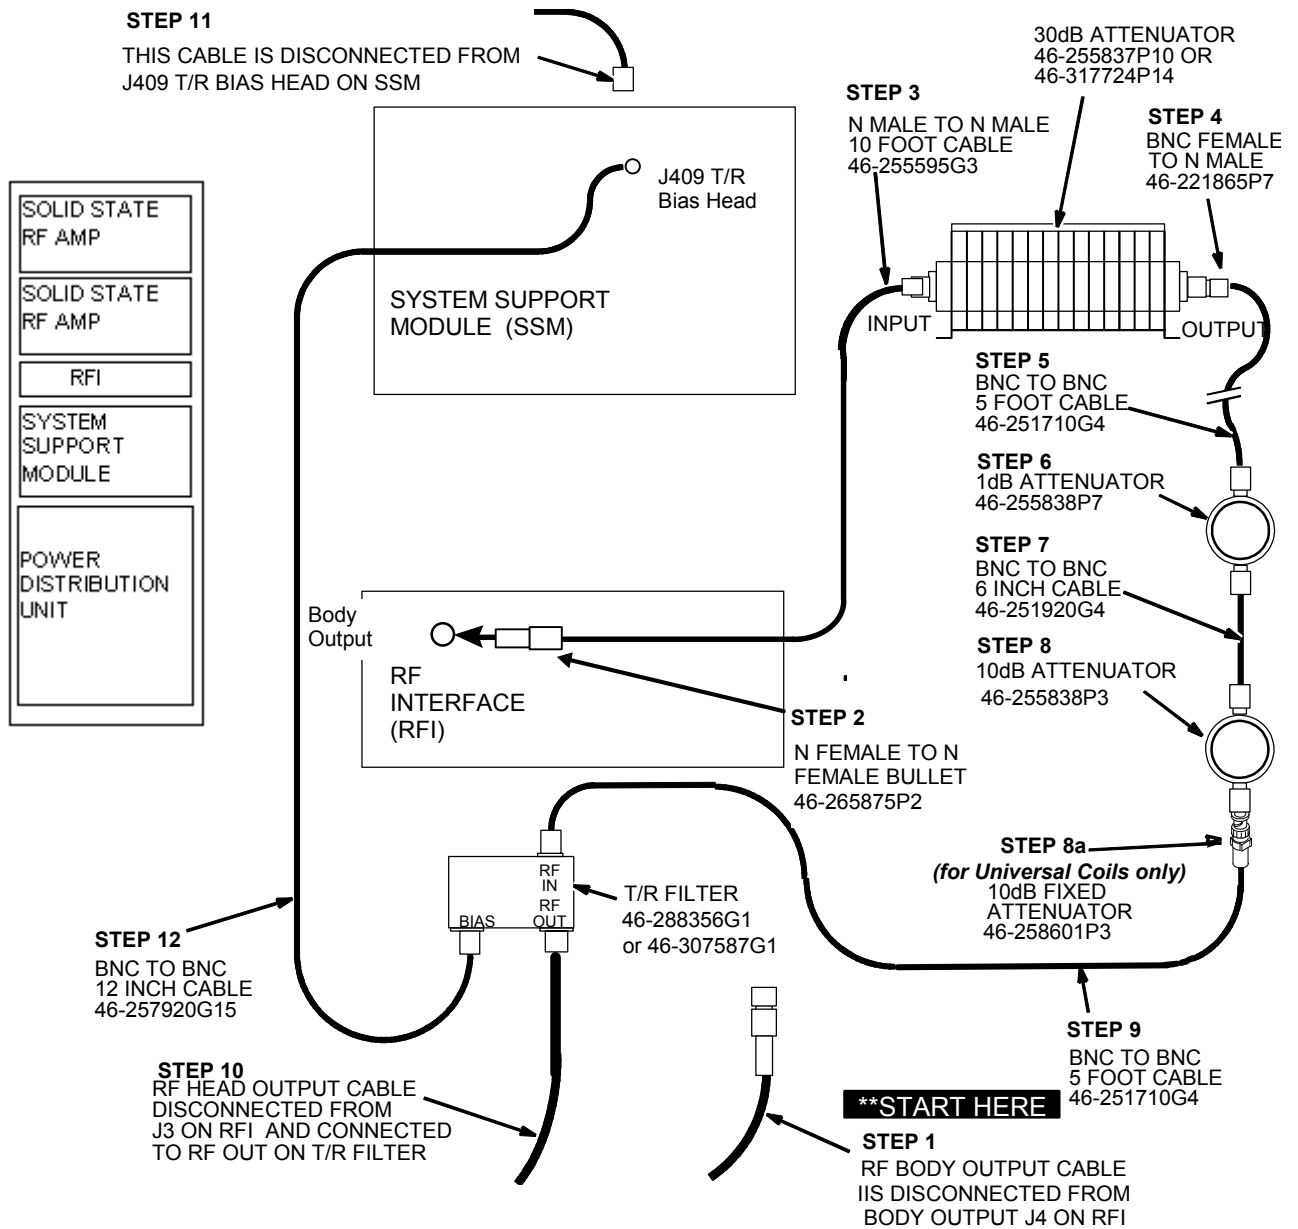 STEP 11
THIS CABLE IS DISCONNECTED FROM
J409 T/R BIAS HEAD ON SSM
30dB ATTENUATOR
46-255837P10 OR
46-317724P14
STEP 3
N MALE TO N MALE
10 FOOT CABLE
46-255595G3
STEP 4
BNC FEMALE
TO N MALE
46-221865P7
J409 T/R
Bias Head
SYSTEM SUPPORT
MODULE (SSM)
SOLID STATE
RF AMP
SOLID STATE
RF AMP
RFI
SYSTEM
SUPPORT
MODULE
POWER
DISTRIBUTION
UNIT
INPUT
OUTPUT
STEP 5
BNC TO BNC
5 FOOT CABLE
46-251710G4
STEP 6
1dB ATTENUATOR
46-255838P7
STEP 7
BNC TO BNC
6 INCH CABLE
46-251920G4
STEP 8
10dB ATTENUATOR
46-255838P3
Body
Output
RF
INTERFACE
(RFI)
STEP 2
N FEMALE TO N
FEMALE BULLET
46-265875P2
STEP 8a
(for Universal Coils only)
10dB FIXED
ATTENUATOR
46-258601P3
RF
IN
RF
OUT
BIAS
T/R FILTER
46-288356G1
or 46-307587G1
STEP 12
BNC TO BNC
12 INCH CABLE
46-257920G15
STEP 9
BNC TO BNC
5 FOOT CABLE
46-251710G4
STEP 10
RF HEAD OUTPUT CABLE
DISCONNECTED FROM
J3 ON RFI AND CONNECTED
TO RF OUT ON T/R FILTER
**START HERE
STEP 1
RF BODY OUTPUT CABLE
IIS DISCONNECTED FROM
BODY OUTPUT J4 ON RFI